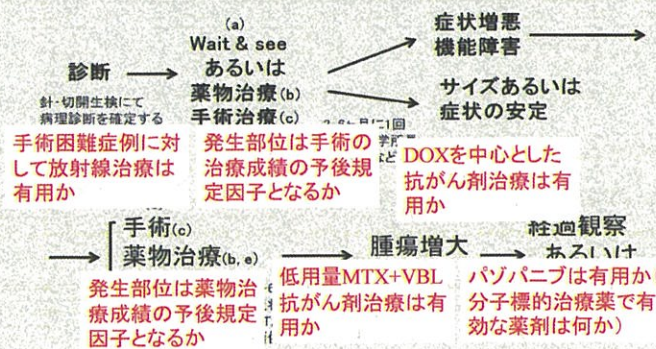 (a)
Wait & see
あるいは
薬物治療(b)
手術治療(c)
診断
針・切開生検にて
病理診断を確定する
症状増悪
機能障害
サイズあるいは
症状の安定
手術困難症例に対
して放射線治療は
有用か
発生部位は手術の
治療成績の予後規
定因子となるか
DOXを中心とした
抗がん剤治療は有
用か
手術(c)
薬物治療(b, e)
腫瘍増大
経過観察
あるいは
発生部位は薬物治
療成績の予後規定
因子となるか
低用量MTX+VBL
抗がん剤治療は有
用か
パゾパニブは有用か
分子標的治療薬で有
効な薬剤は何か）